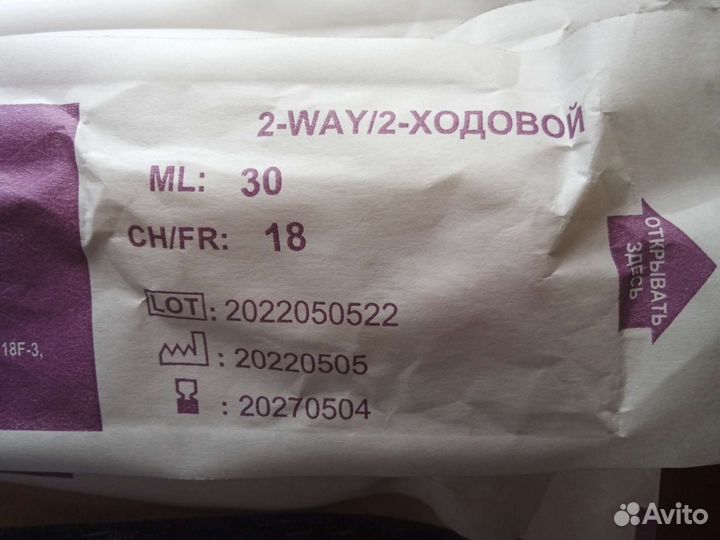 2-WAY/2-ХОДОВОЙ
ML: 30
CH/FR: 18
LOT: 2022050522
: 20220505
: 20270504
18F-3,
ОТКРЫВАТЬ
ЗДЕСЬ
Avito